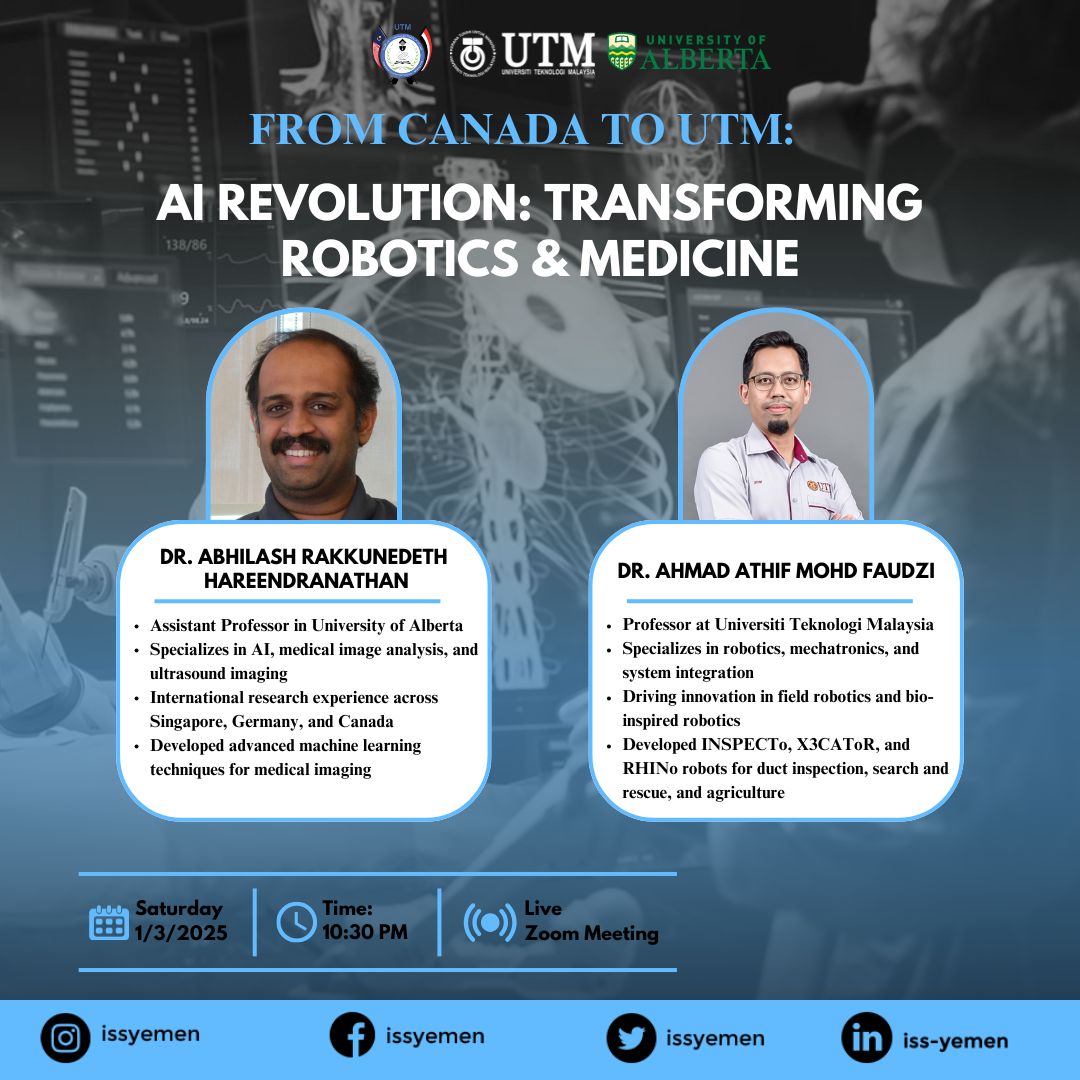 UTM
UTM
UNIVERSITI TEKNOLOGI MALAYSIA
UNIVERSITY OF
ALBERTA
FROM CANADA TO UTM:
AI REVOLUTION: TRANSFORMING
ROBOTICS & MEDICINE
138/86
Advanced
DR. ABHILASH RAKKUNEDETH
HAREENDRANATHAN
• Assistant Professor in University of Alberta
• Specializes in AI, medical image analysis, and
ultrasound imaging
• International research experience across
Singapore, Germany, and Canada
• Developed advanced machine learning
techniques for medical imaging
DR. AHMAD ATHIF MOHD FAUDZI
• Professor at Universiti Teknologi Malaysia
• Specializes in robotics, mechatronics, and
system integration
• Driving innovation in field robotics and bio-
inspired robotics
• Developed INSPECTo, X3CAToR, and
RHINo robots for duct inspection, search and
rescue, and agriculture
Saturday
1/3/2025
Time:
10:30 PM
Live
Zoom Meeting
issyemen
issyemen
issyemen
iss-yemen